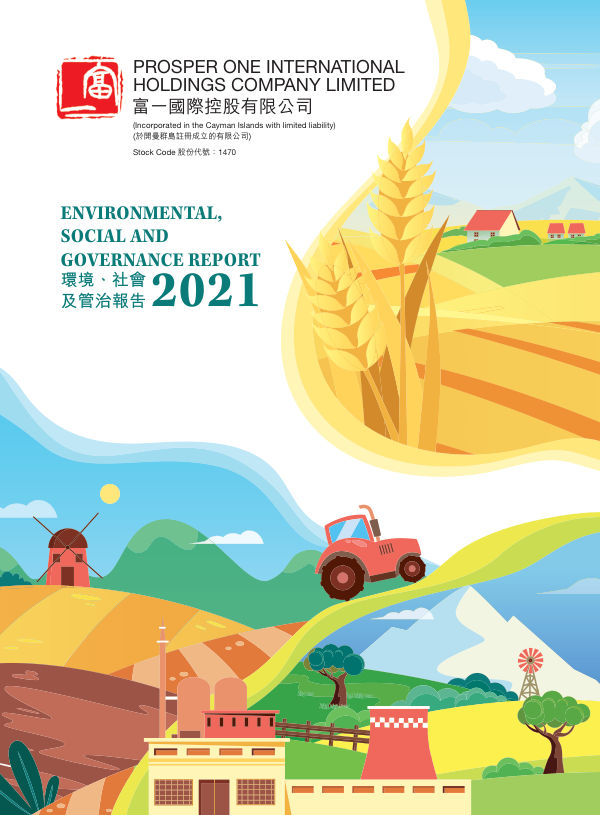 富一
PROSPER ONE INTERNATIONAL
HOLDINGS COMPANY LIMITED
富一國際控股有限公司
(Incorporated in the Cayman Islands with limited liability)
(於開曼群島註冊成立的有限公司)
Stock Code 股份代號：1470
ENVIRONMENTAL,
SOCIAL AND
GOVERNANCE REPORT
環境、社會
及管治報告 2021